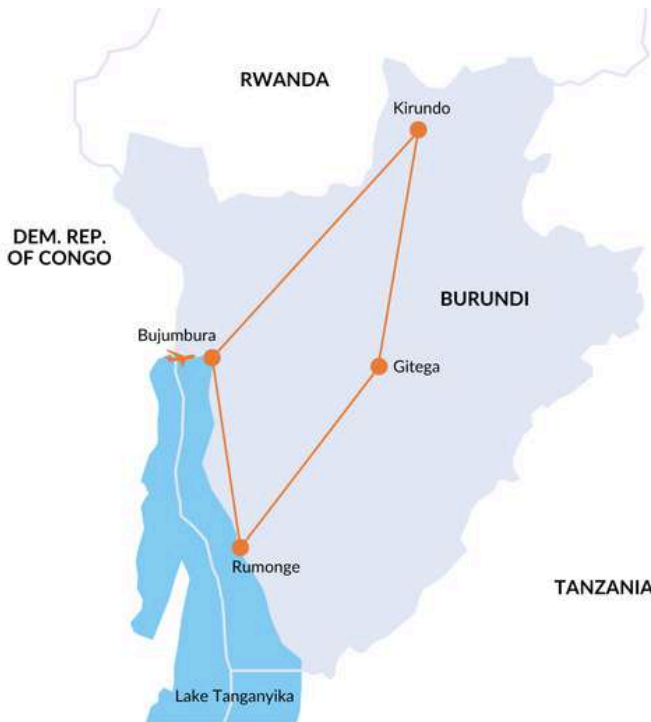 RWANDA
Kirundo
DEM. REP.
OF CONGO
BURUNDI
Bujumbura
Gitega
Rumonge
TANZANIA
Lake Tanganyika